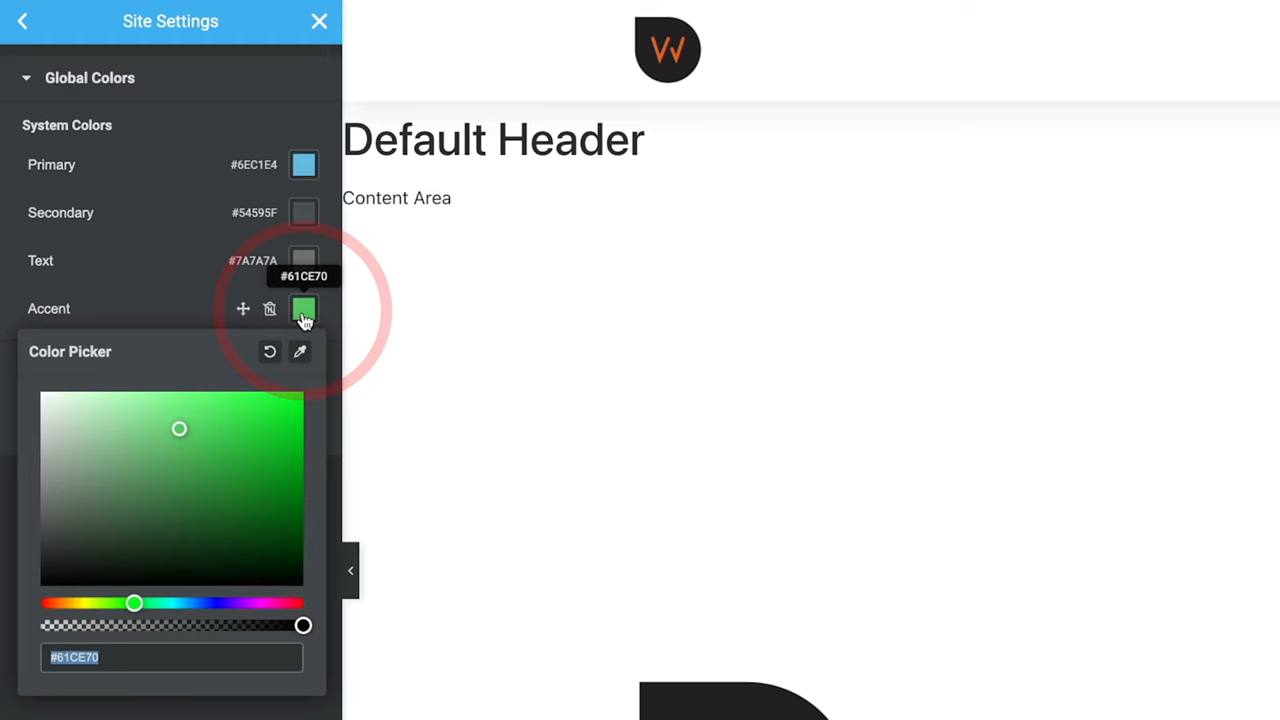 Site Settings
Global Colors
System Colors
Primary #6EC1E4
Secondary #54595F
Text #7A7A7A
#61CE70
Accent
Color Picker
#61CE70
W
Default Header
Content Area